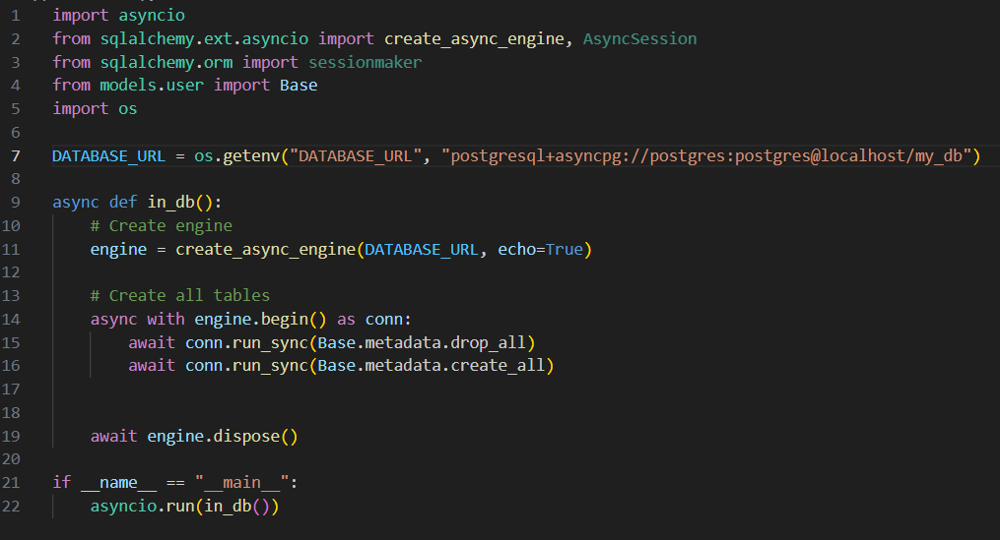 1 import asyncio
2 from sqlalchemy.ext.asyncio import create_async_engine, AsyncSession
3 from sqlalchemy.orm import sessionmaker
4 from models.user import Base
5 import os
6
7 DATABASE_URL = os.getenv("DATABASE_URL", "postgresql+asyncpg://postgres:postgres@localhost/my_db")
8
9 async def in_db():
10     # Create engine
11     engine = create_async_engine(DATABASE_URL, echo=True)
12
13     # Create all tables
14     async with engine.begin() as conn:
15         await conn.run_sync(Base.metadata.drop_all)
16         await conn.run_sync(Base.metadata.create_all)
17
18
19     await engine.dispose()
20
21 if __name__ == "__main__":
22     asyncio.run(in_db())